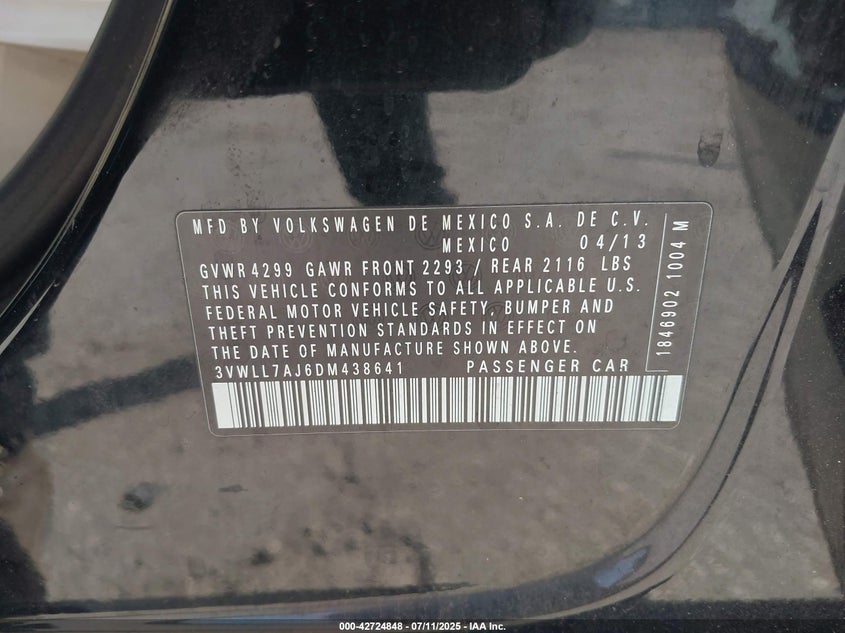 MFD BY VOLKSWAGEN DE MEXICO S.A. DE C.V.
MEXICO 04/13
GVWR 4299 GAWR FRONT 2293 / REAR 2116 LBS
THIS VEHICLE CONFORMS TO ALL APPLICABLE U.S.
FEDERAL MOTOR VEHICLE SAFETY, BUMPER AND
THEFT PREVENTION STANDARDS IN EFFECT ON
THE DATE OF MANUFACTURE SHOWN ABOVE.
3VWLL7AJ6DM438641 PASSENGER CAR
1846902 1004 M
000-42724848 - 07/11/2025 - IAA Inc.